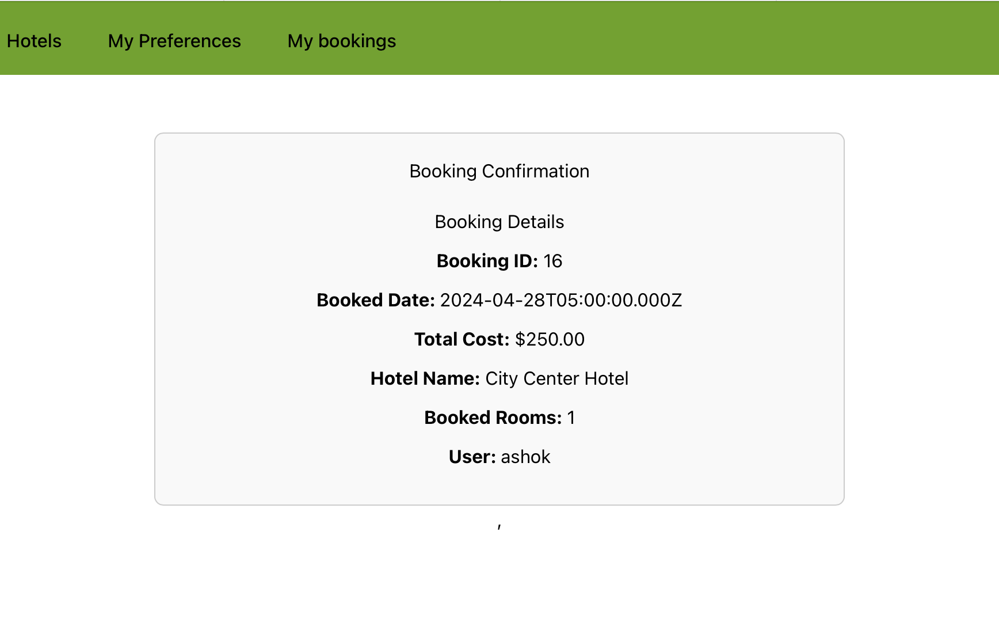 Hotels My Preferences My bookings
Booking Confirmation
Booking Details
Booking ID: 16
Booked Date: 2024-04-28T05:00:00.000Z
Total Cost: $250.00
Hotel Name: City Center Hotel
Booked Rooms: 1
User: ashok
,